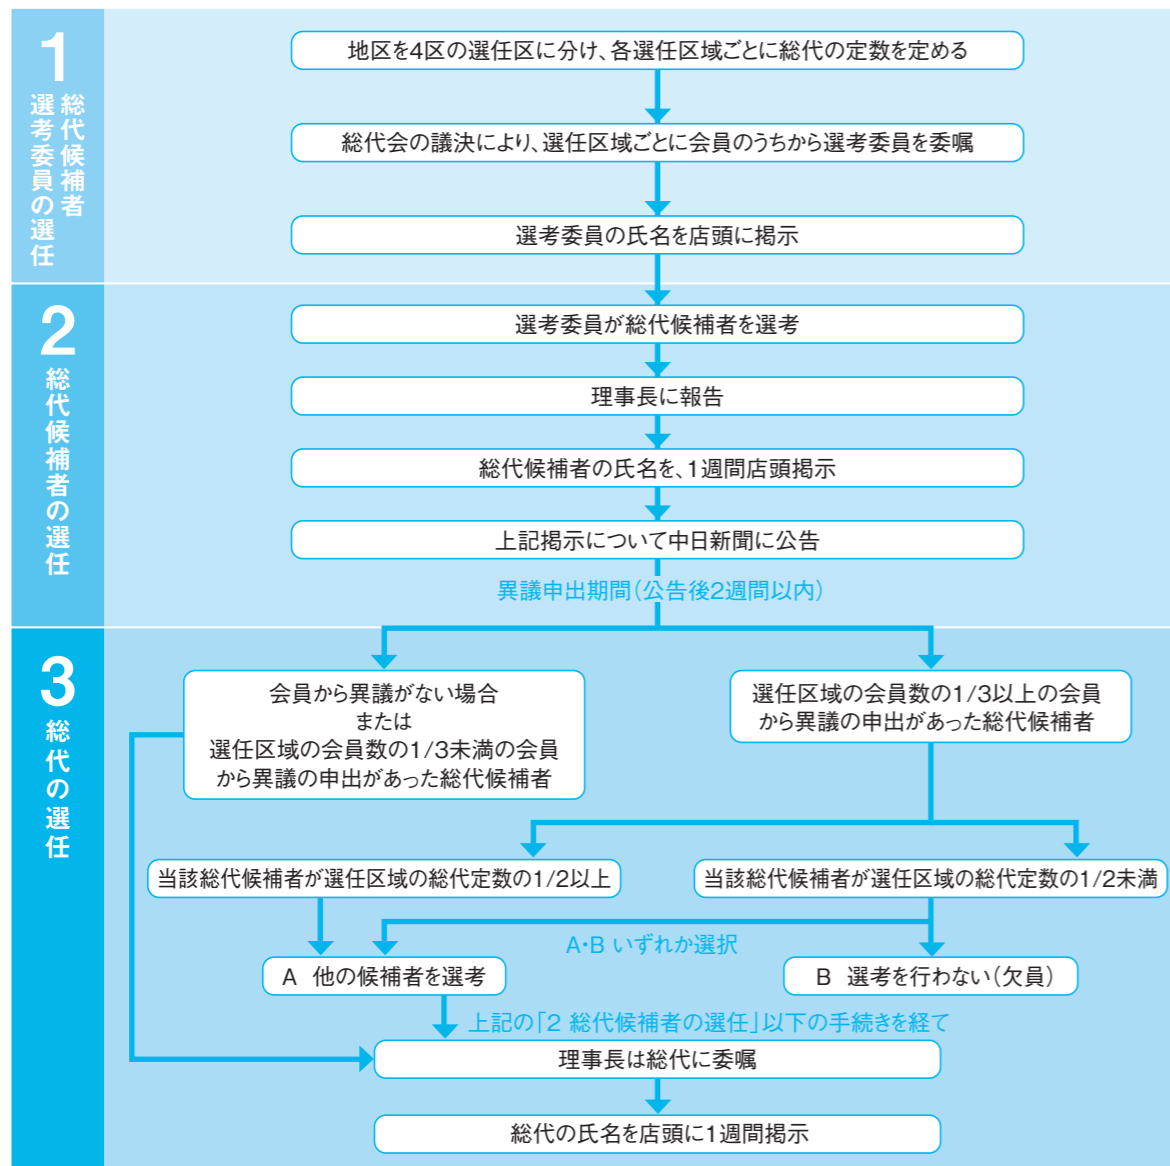 1
総代候補者
選考委員の選任
地区を4区の選任区に分け、各選任区域ごとに総代の定数を定める
総代会の議決により、選任区域ごとに会員のうちから選考委員を委嘱
選考委員の氏名を店頭に掲示
2
総代候補者の選任
選考委員が総代候補者を選考
理事長に報告
総代候補者の氏名を、1週間店頭掲示
上記掲示について中日新聞に公告
異議申出期間(公告後2週間以内)
3
総代の選任
会員から異議がない場合
または
選任区域の会員数の1/3未満の会員
から異議の申出があった総代候補者
選任区域の会員数の1/3以上の会員
から異議の申出があった総代候補者
当該総代候補者が選任区域の総代定数の1/2以上
当該総代候補者が選任区域の総代定数の1/2未満
A・B いずれか選択
A 他の候補者を選考
B 選考を行わない(欠員)
上記の「2 総代候補者の選任」以下の手続きを経て
理事長は総代に委嘱
総代の氏名を店頭に1週間掲示